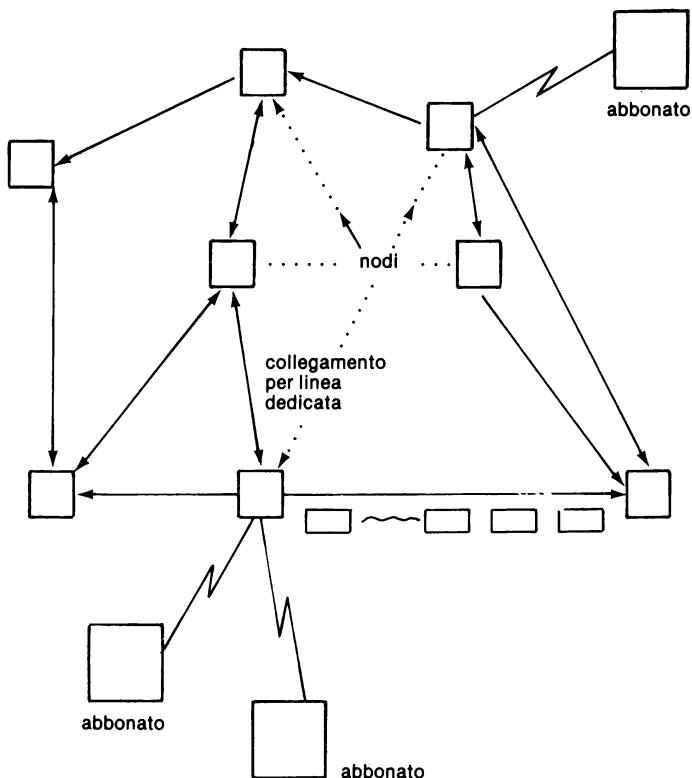 abbonato
nodi
collegamento
per linea
dedicata
abbonato
abbonato